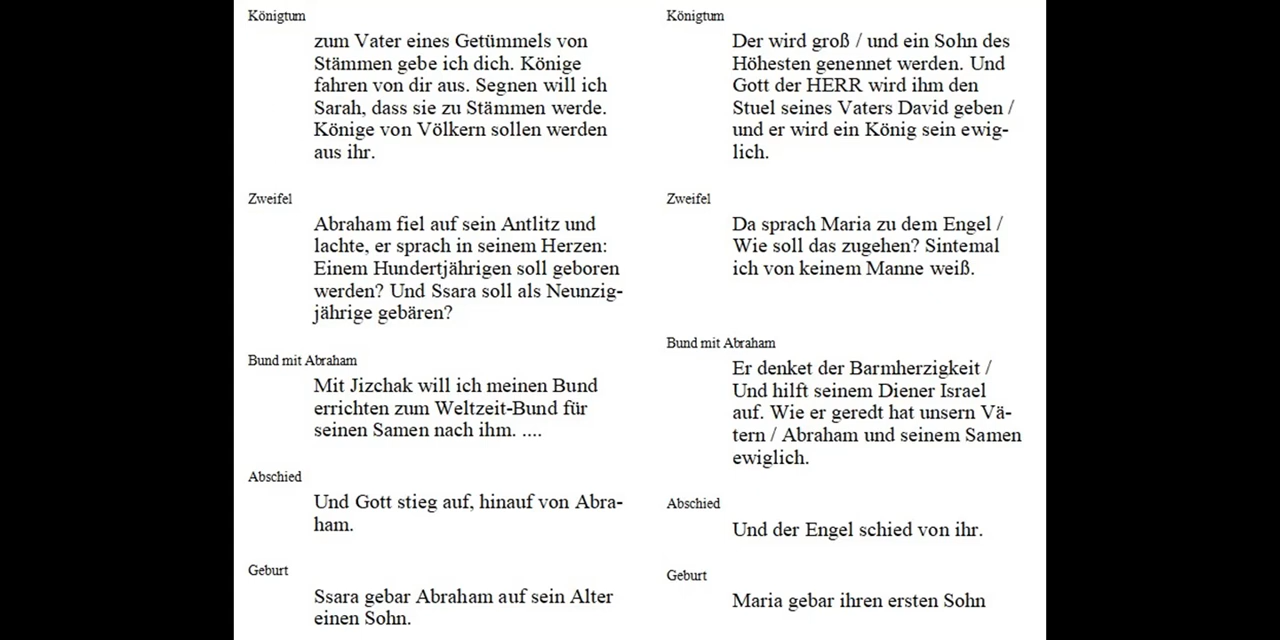 Königtum
zum Vater eines Getümmels von
Stämmen gebe ich dich. Könige
fahren von dir aus. Segnen will ich
Sarah, dass sie zu Stämmen werde.
Könige von Völkern sollen werden
aus ihr.
Zweifel
Abraham fiel auf sein Antlitz und
lachte, er sprach in seinem Herzen:
Einem Hundertjährigen soll geboren
werden? Und Ssara soll als Neunzig-
jährige gebären?
Bund mit Abraham
Mit Jizchak will ich meinen Bund
errichten zum Weltzeit-Bund für
seinen Samen nach ihm. ....
Abschied
Und Gott stieg auf, hinauf von Abra-
ham.
Geburt
Ssara gebar Abraham auf sein Alter
einen Sohn.
Königtum
Der wird groß / und ein Sohn des
Höhesten genennet werden. Und
Gott der HERR wird ihm den
Stuel seines Vaters David geben /
und er wird ein König sein ewig-
lich.
Zweifel
Da sprach Maria zu dem Engel /
Wie soll das zugehen? Sintemal
ich von keinem Manne weiß.
Bund mit Abraham
Er denket der Barmherzigkeit /
Und hilft seinem Diener Israel
auf. Wie er geredt hat unsern Vä-
tern / Abraham und seinem Samen
ewiglich.
Abschied
Und der Engel schied von ihr.
Geburt
Maria gebar ihren ersten Sohn